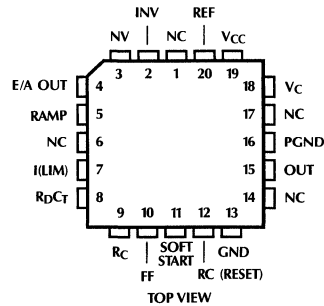 INV REF
NV NC VCC
3 2 1 20 19
E/A OUT 4 18 VC
RAMP 5 17 NC
NC 6 16 PGND
I(LIM) 7 15 OUT
RDCT 8 14 NC
9 10 11 12 13
RC SOFT START GND
FF RC (RESET)
TOP VIEW